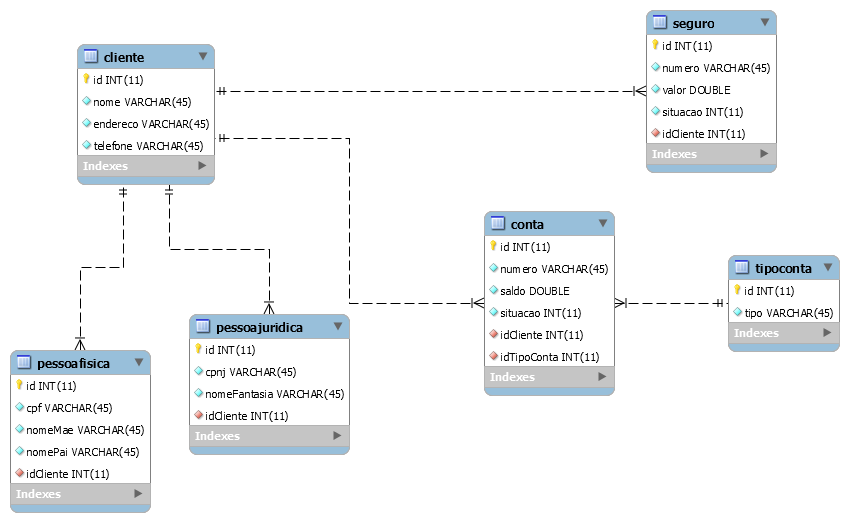 cliente
id INT(11)
nome VARCHAR(45)
endereco VARCHAR(45)
telefone VARCHAR(45)
Indexes
seguro
id INT(11)
numero VARCHAR(45)
valor DOUBLE
situacao INT(11)
idCliente INT(11)
Indexes
conta
id INT(11)
numero VARCHAR(45)
saldo DOUBLE
situacao INT(11)
idCliente INT(11)
idTipoConta INT(11)
Indexes
tipoconta
id INT(11)
tipo VARCHAR(45)
Indexes
pessoajuridica
id INT(11)
cpnj VARCHAR(45)
nomeFantasia VARCHAR(45)
idCliente INT(11)
Indexes
pessoafisica
id INT(11)
cpf VARCHAR(45)
nomeMae VARCHAR(45)
nomePai VARCHAR(45)
idCliente INT(11)
Indexes